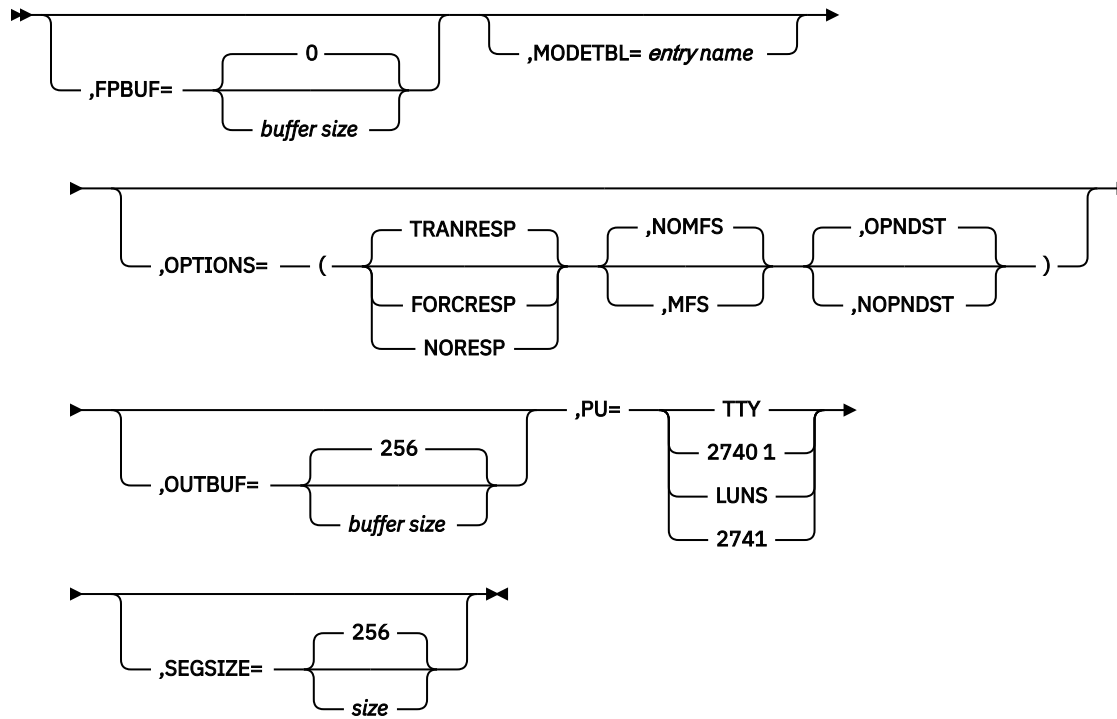 0
,MODETBL= entry name
,FPBUF=
buffer size
TRANRESP ,NOMFS ,OPNDST
,OPTIONS= ( )
FORCRESP ,MFS ,NOPNDST
NORESP
,PU= TTY
256 2740 1
,OUTBUF= LUNS
buffer size 2741
256
,SEGSIZE=
size